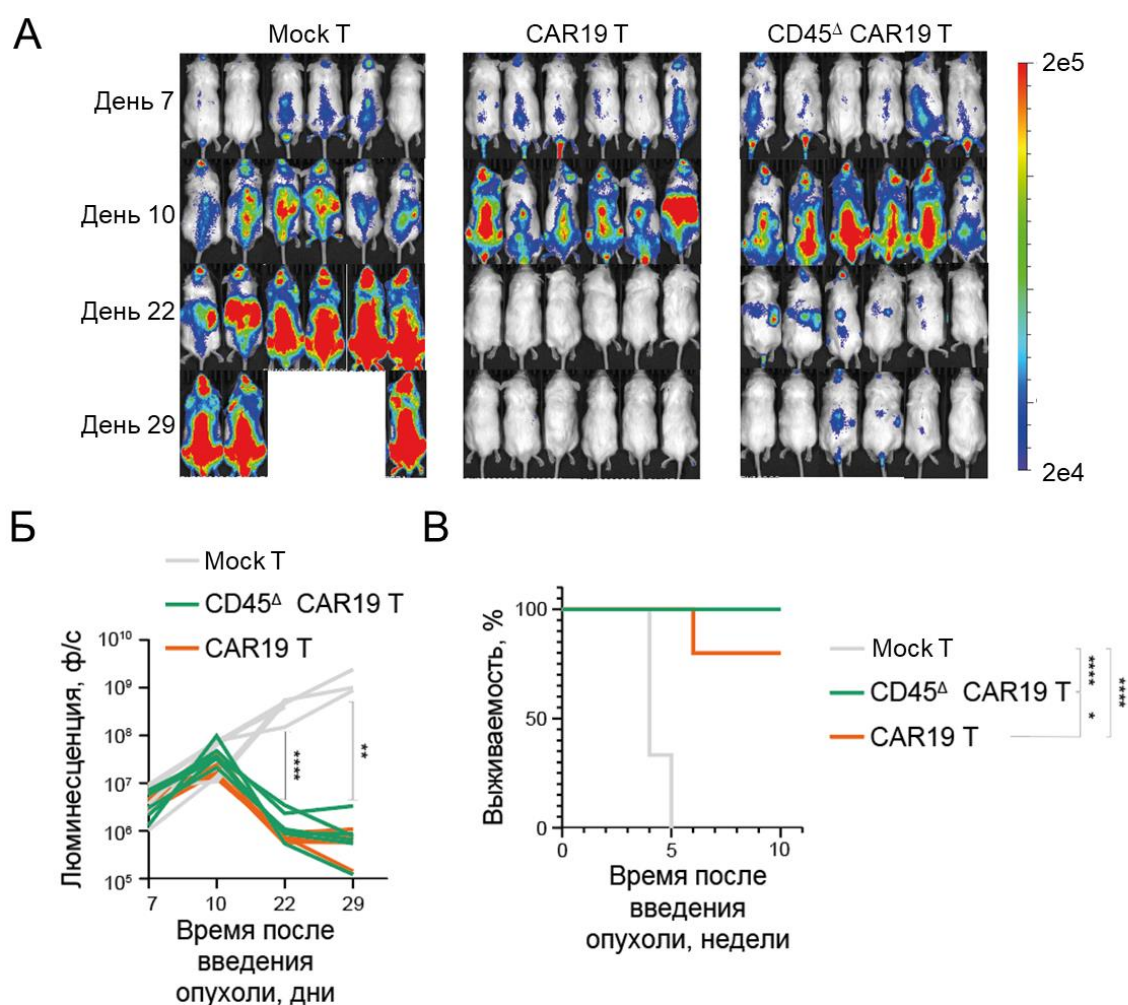 А
Mock T
CAR19 T
CD45Δ CAR19 T
День 7
День 10
День 22
День 29
2e5
2e4
Б
Mock T
CD45Δ CAR19 T
CAR19 T
Люминесценция, ф/с
10¹⁰
10⁹
10⁸
10⁷
10⁶
10⁵
****
**
7 10 22 29
Время после
введения
опухоли, дни
В
Выживаемость, %
100
50
0
0 5 10
Время после
введения
опухоли, недели
Mock T
CD45Δ CAR19 T
CAR19 T
****
*
****